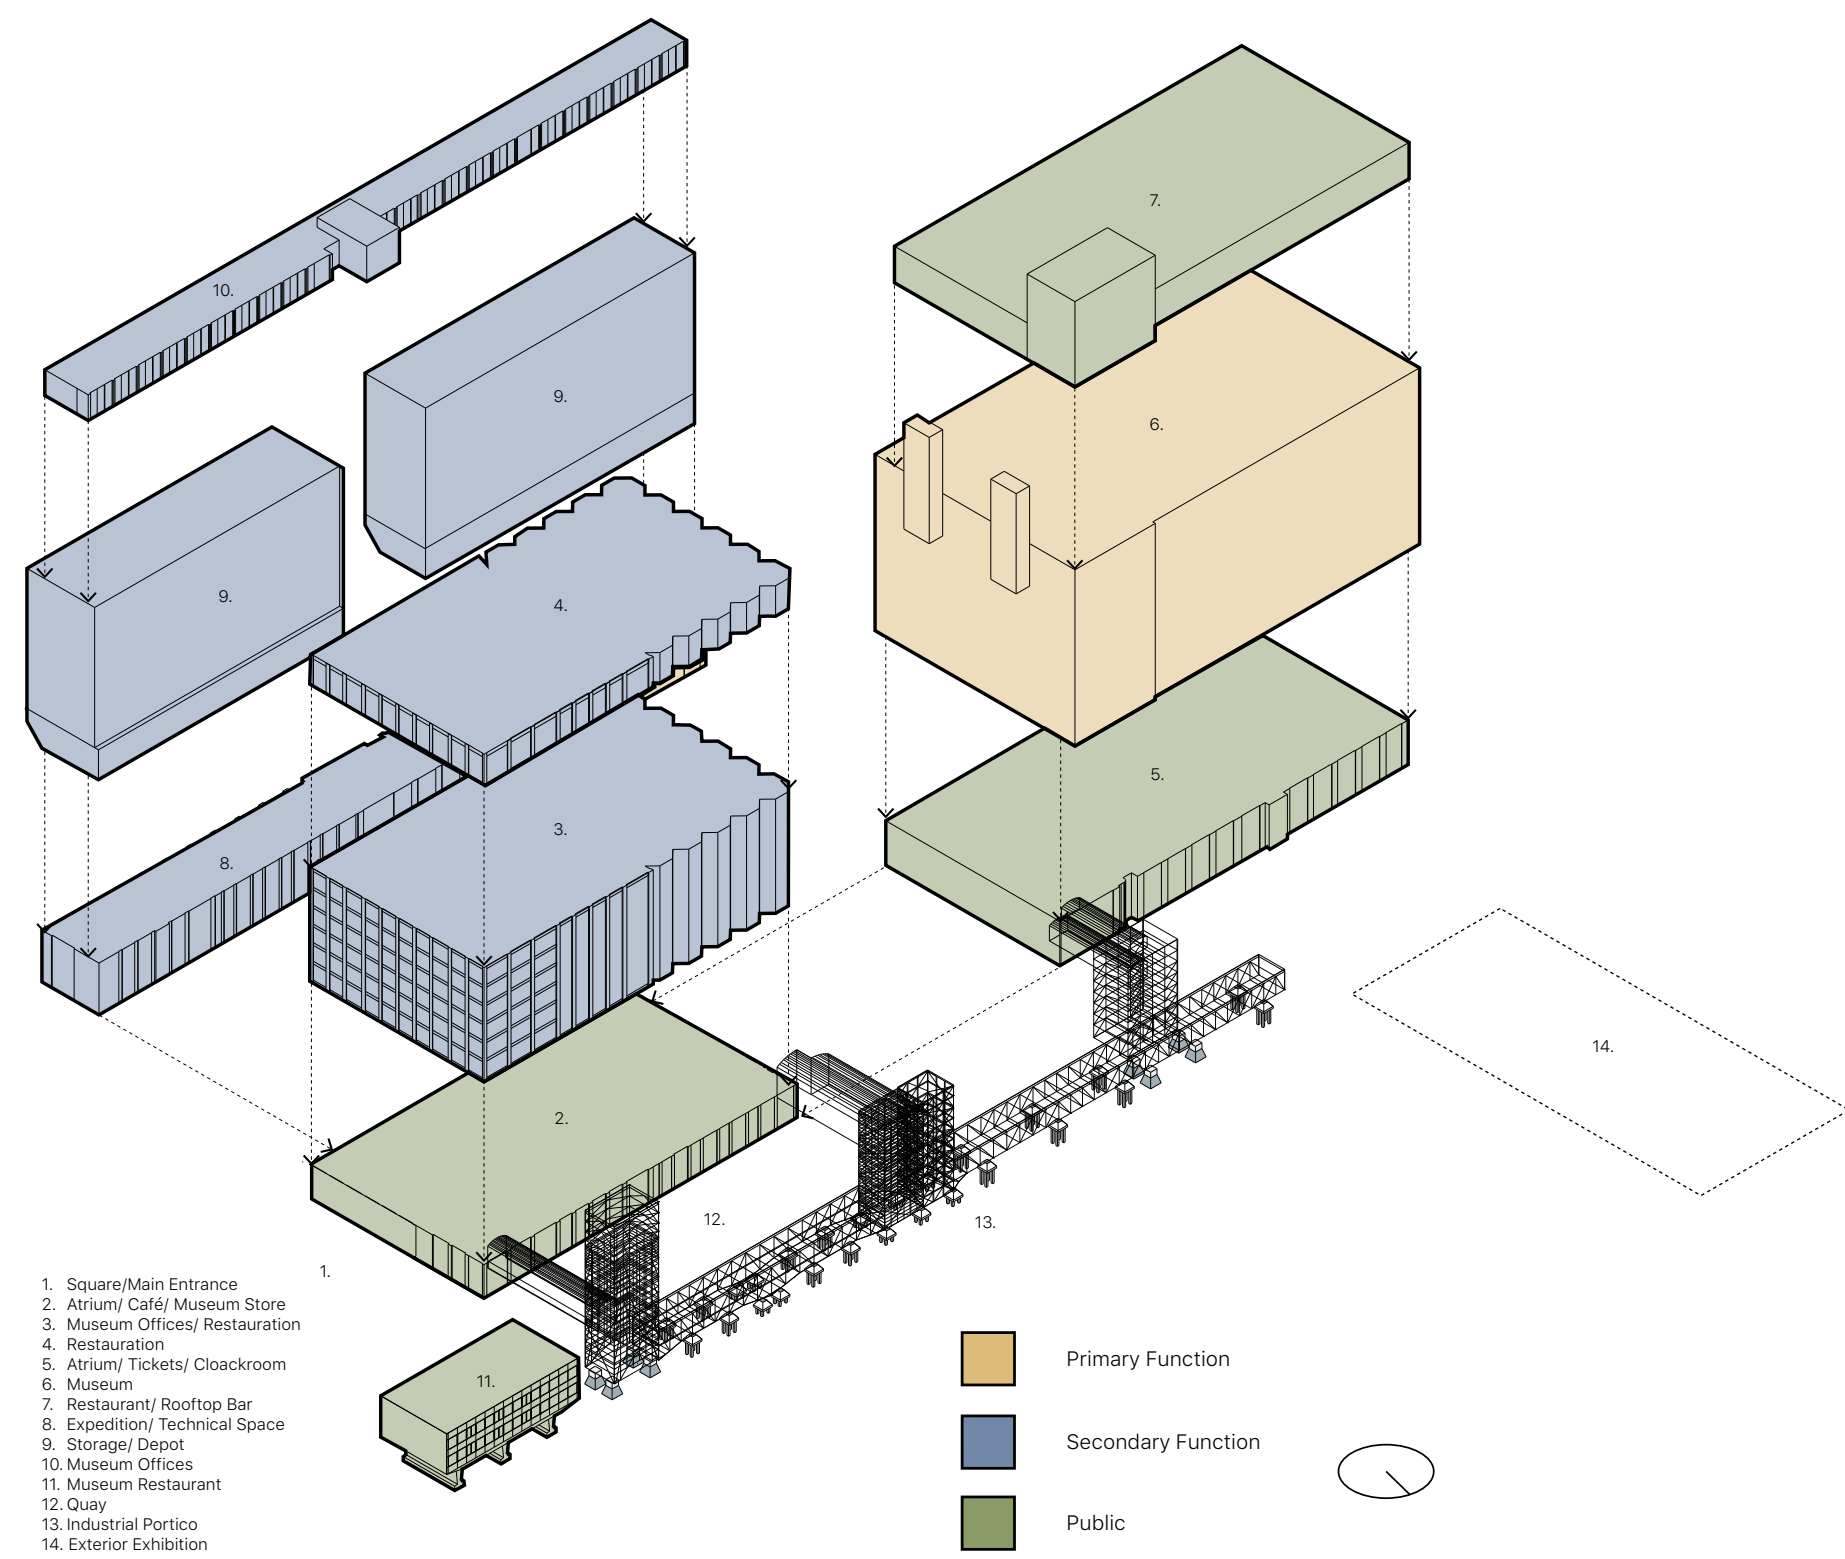 7.
10.
9.
6.
9.
4.
5.
3.
8.
14.
2.
12.
13.
1.
11.
1. Square/Main Entrance
2. Atrium/ Café/ Museum Store
3. Museum Offices/ Restauration
4. Restauration
5. Atrium/ Tickets/ Cloackroom
6. Museum
7. Restaurant/ Rooftop Bar
8. Expedition/ Technical Space
9. Storage/ Depot
10. Museum Offices
11. Museum Restaurant
12. Quay
13. Industrial Portico
14. Exterior Exhibition
Primary Function
Secondary Function
Public